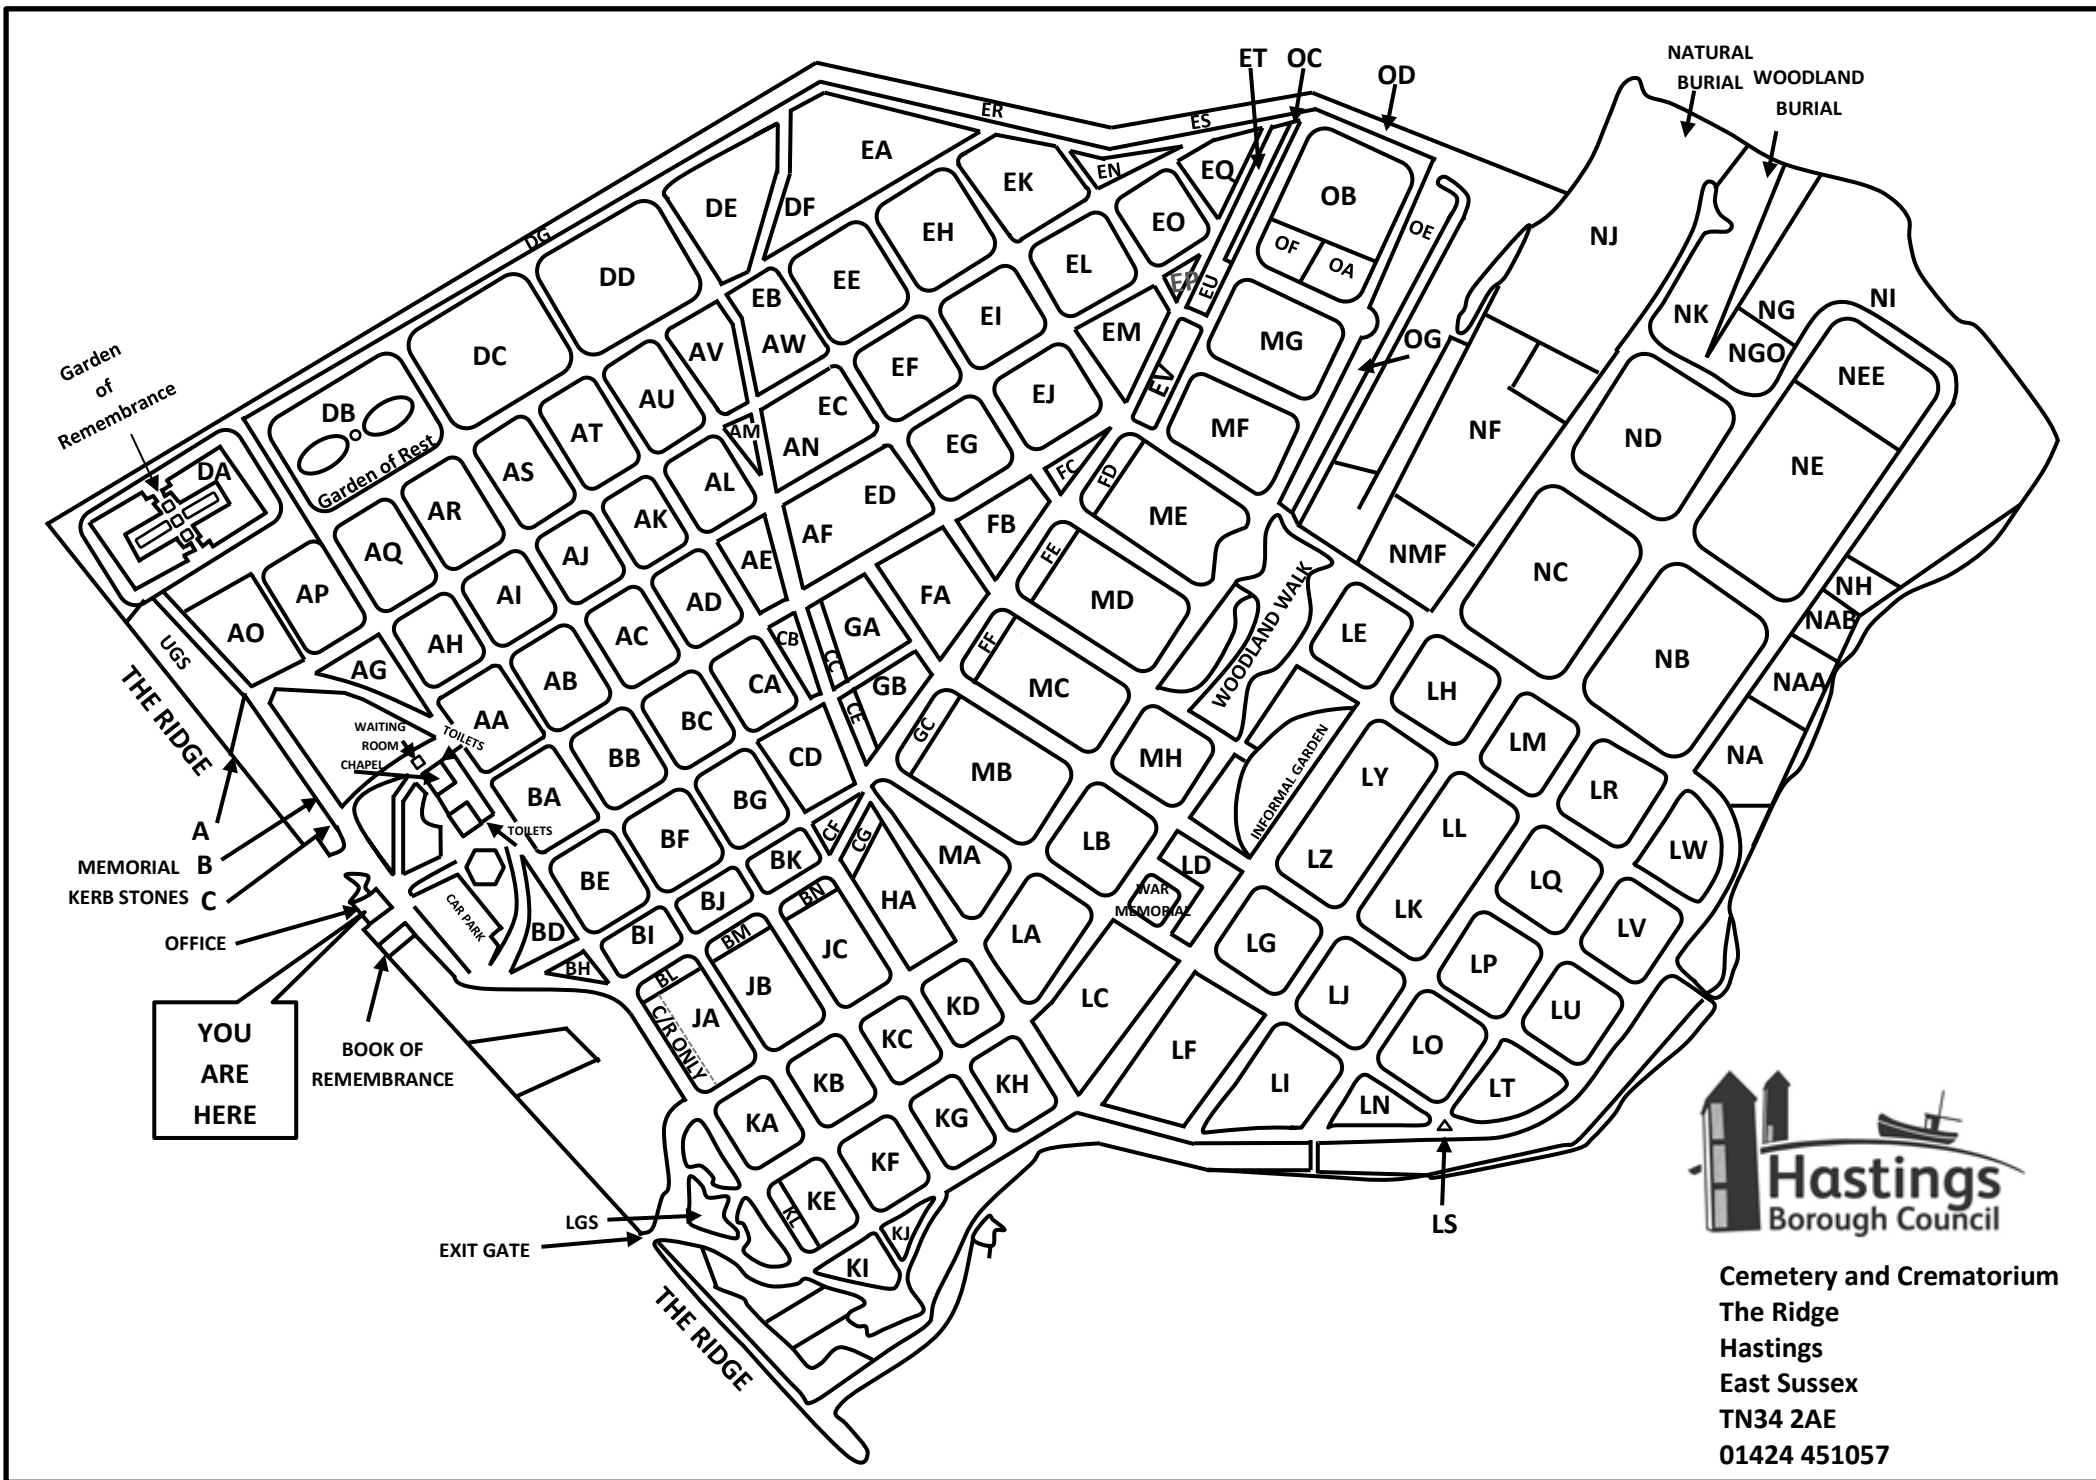 NATURAL
BURIAL
WOODLAND
BURIAL
ET
OC
OD
ER
ES
EA
EN
EQ
EK
OB
DE
DF
EO
OE
NJ
DG
EH
OF
OA
EL
DD
EE
EP
EU
EB
NI
NG
NK
EI
EM
MG
OG
AW
AV
DC
NGO
NEE
Garden
of
Remembrance
EF
EV
EJ
AU
EC
DB
Garden of Rest
AT
AM
AN
EG
MF
NF
ND
NE
DA
AS
AL
ED
FC
FD
AR
AK
AF
FB
ME
AQ
AJ
AE
FE
NMF
NC
AP
AI
AD
FA
MD
WOODLAND WALK
NH
NAB
AO
AH
AC
CB
GA
FF
LE
UGS
AG
AB
CA
CC
GB
MC
LH
NB
NAA
THE RIDGE
AA
BC
CE
GC
WAITING
ROOM
TOILETS
CHAPEL
BB
CD
MB
MH
INFORMAL GARDEN
LY
LM
NA
BA
BG
LR
A
MEMORIAL B
KERB STONES C
TOILETS
BF
CF
CG
MA
LB
LL
LW
BE
BK
LD
LZ
LQ
WAR
MEMORIAL
OFFICE
CAR PARK
BD
BJ
BN
HA
LK
BI
BM
JC
LA
LG
LV
BH
BL
JB
LP
YOU
ARE
HERE
JA
C/R ONLY
KD
LC
LJ
LU
BOOK OF
REMEMBRANCE
KC
LF
LO
KB
KH
LI
LT
KA
KG
LN
KF
KE
KL
LGS
EXIT GATE
KJ
KI
LS
THE RIDGE
Hastings
Borough Council
Cemetery and Crematorium
The Ridge
Hastings
East Sussex
TN34 2AE
01424 451057